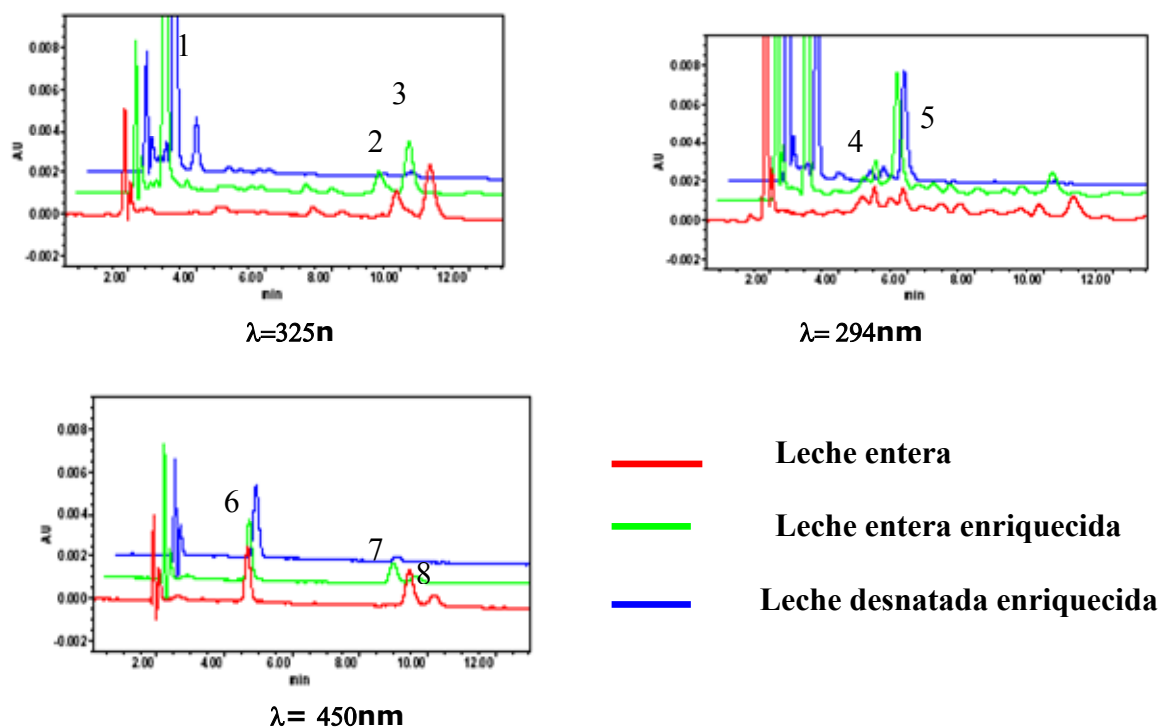 0.008
0.006
0.004
0.002
0.000
-0.002
AU
1
2
3
2.00 4.00 6.00 8.00 10.00 12.00
min
λ=325n
0.008
0.006
0.004
0.002
0.000
-0.002
AU
4
5
2.00 4.00 6.00 8.00 10.00 12.00
min
λ= 294nm
0.008
0.006
0.004
0.002
0.000
-0.002
AU
6
7
8
2.00 4.00 6.00 8.00 10.00 12.00
min
λ= 450nm
Leche entera
Leche entera enriquecida
Leche desnatada enriquecida